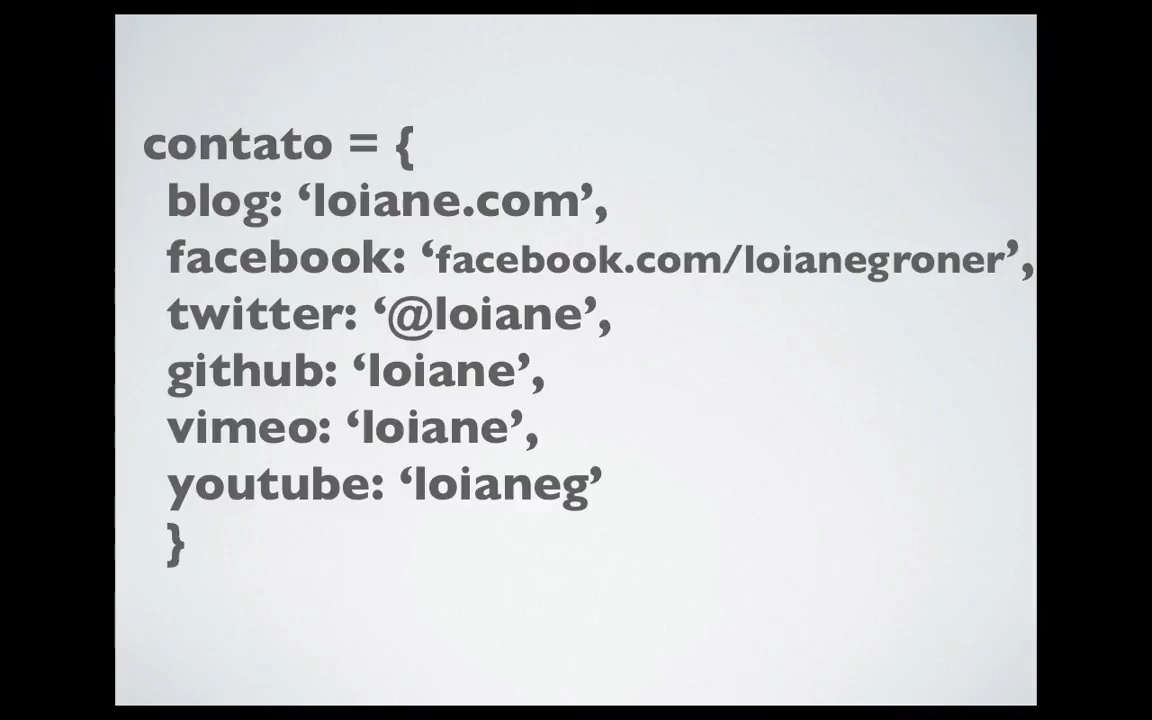 contato = {
blog: ‘loiane.com’,
facebook: ‘facebook.com/loianegroner’,
twitter: ‘@loiane’,
github: ‘loiane’,
vimeo: ‘loiane’,
youtube: ‘loianeg’
}